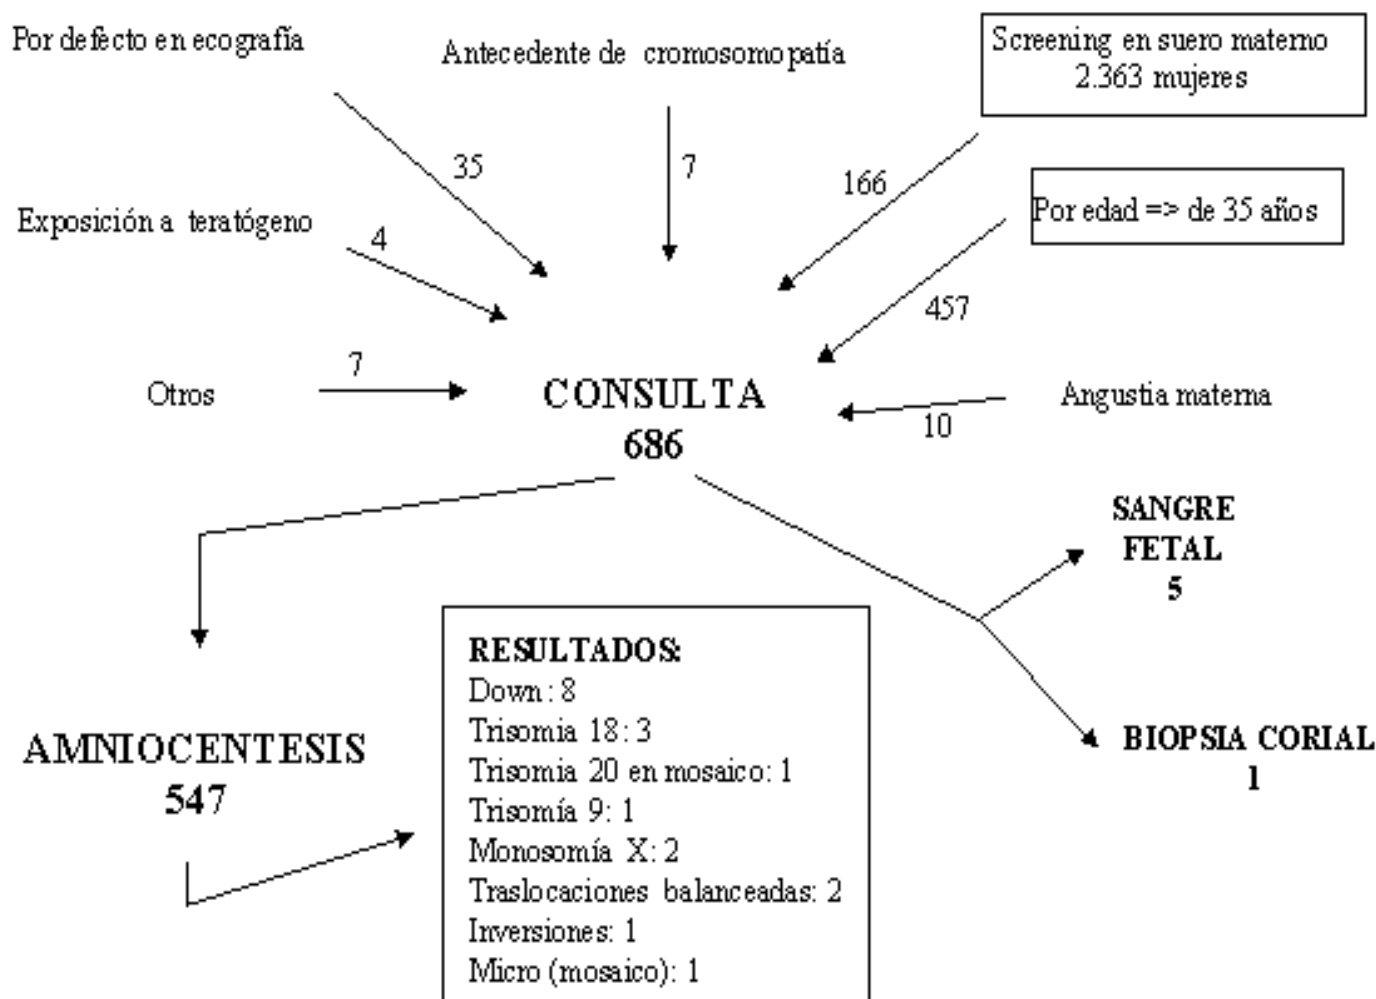 Por defecto en ecografía
Antecedente de cromosomopatía
Screening en suero materno
2.363 mujeres
35
7
166
Por edad => de 35 años
Exposición a teratógeno
4
457
7
Otros
CONSULTA
686
Angustia materna
10
SANGRE
FETAL
5
AMNIOCENTESIS
547
RESULTADOS:
Down: 8
Trisomia 18: 3
Trisomia 20 en mosaico: 1
Trisomía 9: 1
Monosomía X: 2
Traslocaciones balanceadas: 2
Inversiones: 1
Micro (mosaico): 1
BIOPSIA CORIAL
1